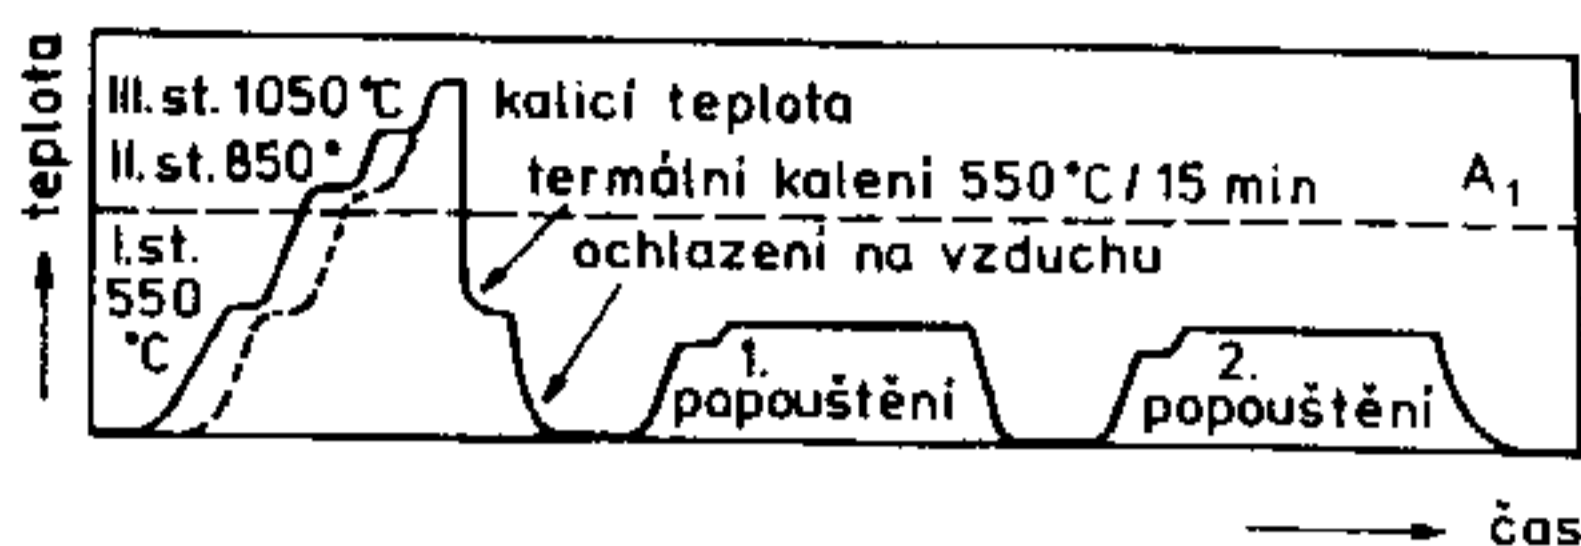 teplota
III. st. 1050 °C
kalicí teplota
II. st. 850°
termální kalení 550 °C / 15 min
A1
I. st.
550
°C
ochlazení na vzduchu
1.
popouštění
2.
popouštění
čas